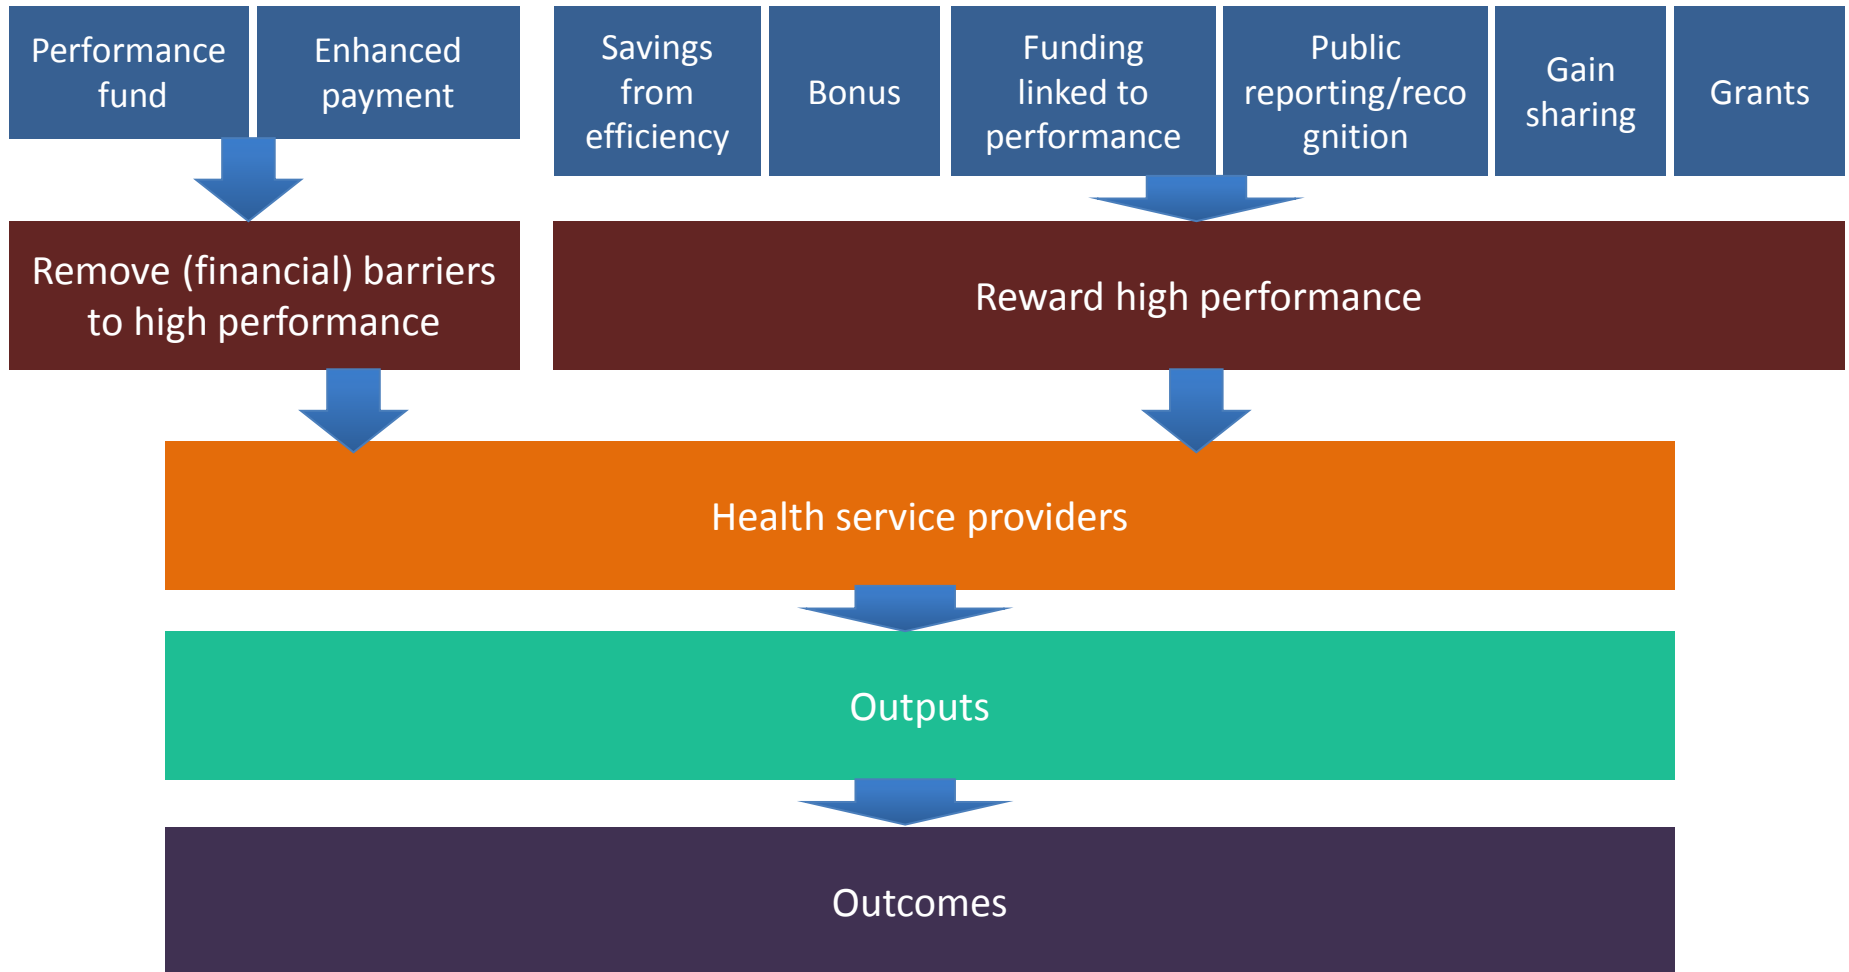 Performance
fund
Enhanced
payment
Savings
from
efficiency
Bonus
Funding
linked to
performance
Public
reporting/reco
gnition
Gain
sharing
Grants
Remove (financial) barriers
to high performance
Reward high performance
Health service providers
Outputs
Outcomes